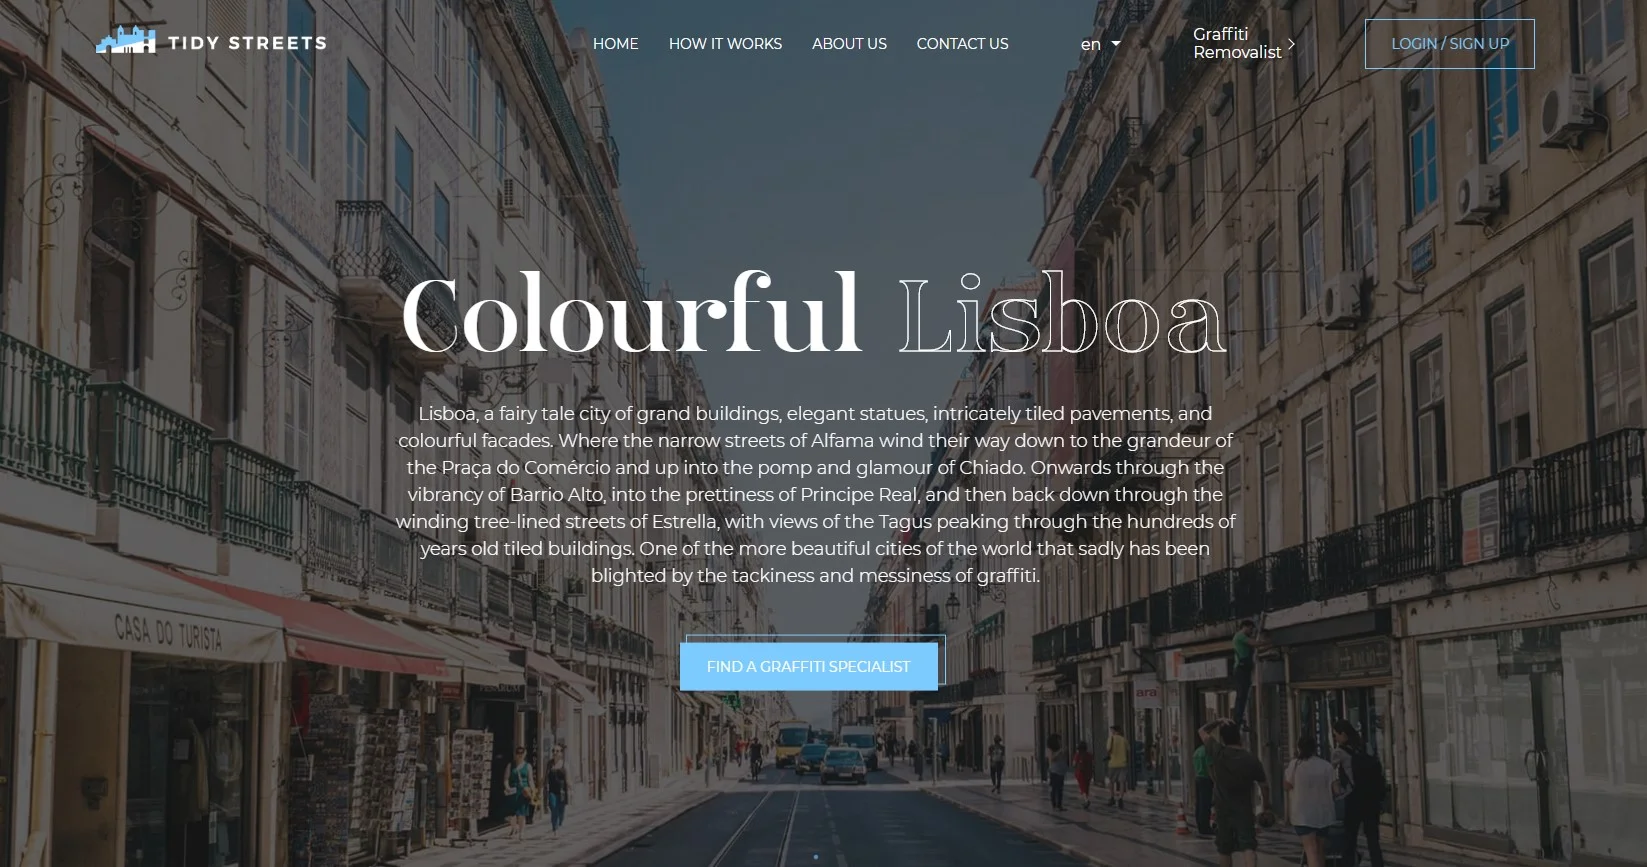 TIDY STREETS
HOME
HOW IT WORKS
ABOUT US
CONTACT US
en
Graffiti
Removalist
LOGIN / SIGN UP
Colourful Lisboa
Lisboa, a fairy tale city of grand buildings, elegant statues, intricately tiled pavements, and
colourful facades. Where the narrow streets of Alfama wind their way down to the grandeur of
the Praça do Comércio and up into the pomp and glamour of Chiado. Onwards through the
vibrancy of Barrio Alto, into the prettiness of Principe Real, and then back down through the
winding tree-lined streets of Estrella, with views of the Tagus peaking through the hundreds of
years old tiled buildings. One of the more beautiful cities of the world that sadly has been
blighted by the tackiness and messiness of graffiti.
CASA DO TURISTA
FIND A GRAFFITI SPECIALIST
ara